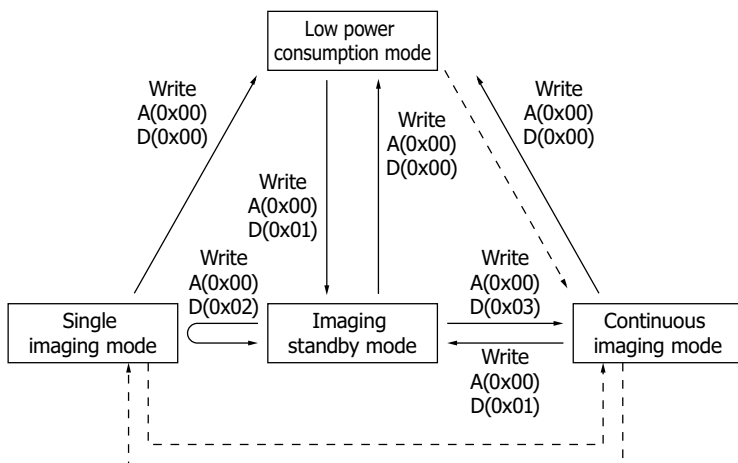 Low power
consumption mode
Write
A(0x00)
D(0x00)
Write
A(0x00)
D(0x00)
Write
A(0x00)
D(0x00)
Write
A(0x00)
D(0x01)
Write
A(0x00)
D(0x02)
Write
A(0x00)
D(0x03)
Single
imaging mode
Imaging
standby mode
Continuous
imaging mode
Write
A(0x00)
D(0x01)